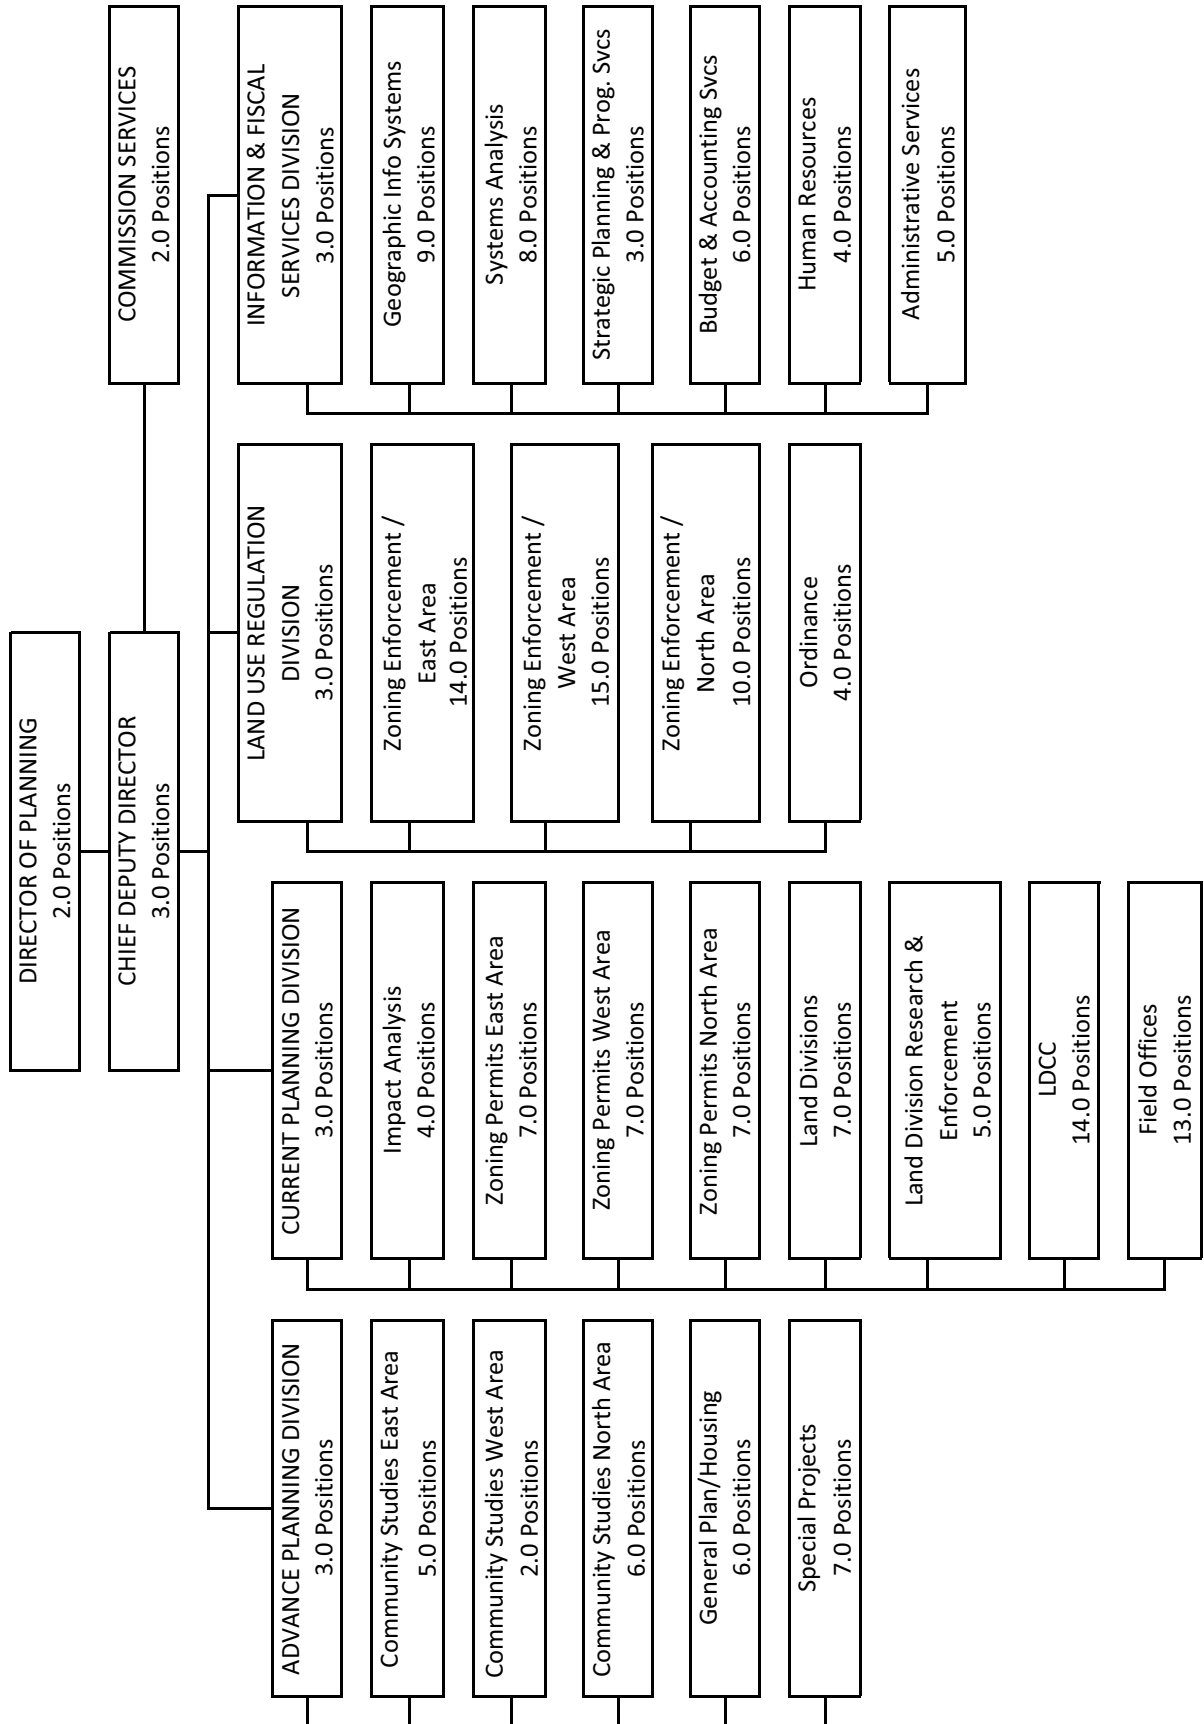 DIRECTOR OF PLANNING
2.0 Positions
CHIEF DEPUTY DIRECTOR
3.0 Positions
COMMISSION SERVICES
2.0 Positions
ADVANCE PLANNING DIVISION
3.0 Positions
Community Studies East Area
5.0 Positions
Community Studies West Area
2.0 Positions
Community Studies North Area
6.0 Positions
General Plan/Housing
6.0 Positions
Special Projects
7.0 Positions
CURRENT PLANNING DIVISION
3.0 Positions
Impact Analysis
4.0 Positions
Zoning Permits East Area
7.0 Positions
Zoning Permits West Area
7.0 Positions
Zoning Permits North Area
7.0 Positions
Land Divisions
7.0 Positions
Land Division Research &
Enforcement
5.0 Positions
LDCC
14.0 Positions
Field Offices
13.0 Positions
LAND USE REGULATION
DIVISION
3.0 Positions
Zoning Enforcement /
East Area
14.0 Positions
Zoning Enforcement /
West Area
15.0 Positions
Zoning Enforcement /
North Area
10.0 Positions
Ordinance
4.0 Positions
INFORMATION & FISCAL
SERVICES DIVISION
3.0 Positions
Geographic Info Systems
9.0 Positions
Systems Analysis
8.0 Positions
Strategic Planning & Prog. Svcs
3.0 Positions
Budget & Accounting Svcs
6.0 Positions
Human Resources
4.0 Positions
Administrative Services
5.0 Positions